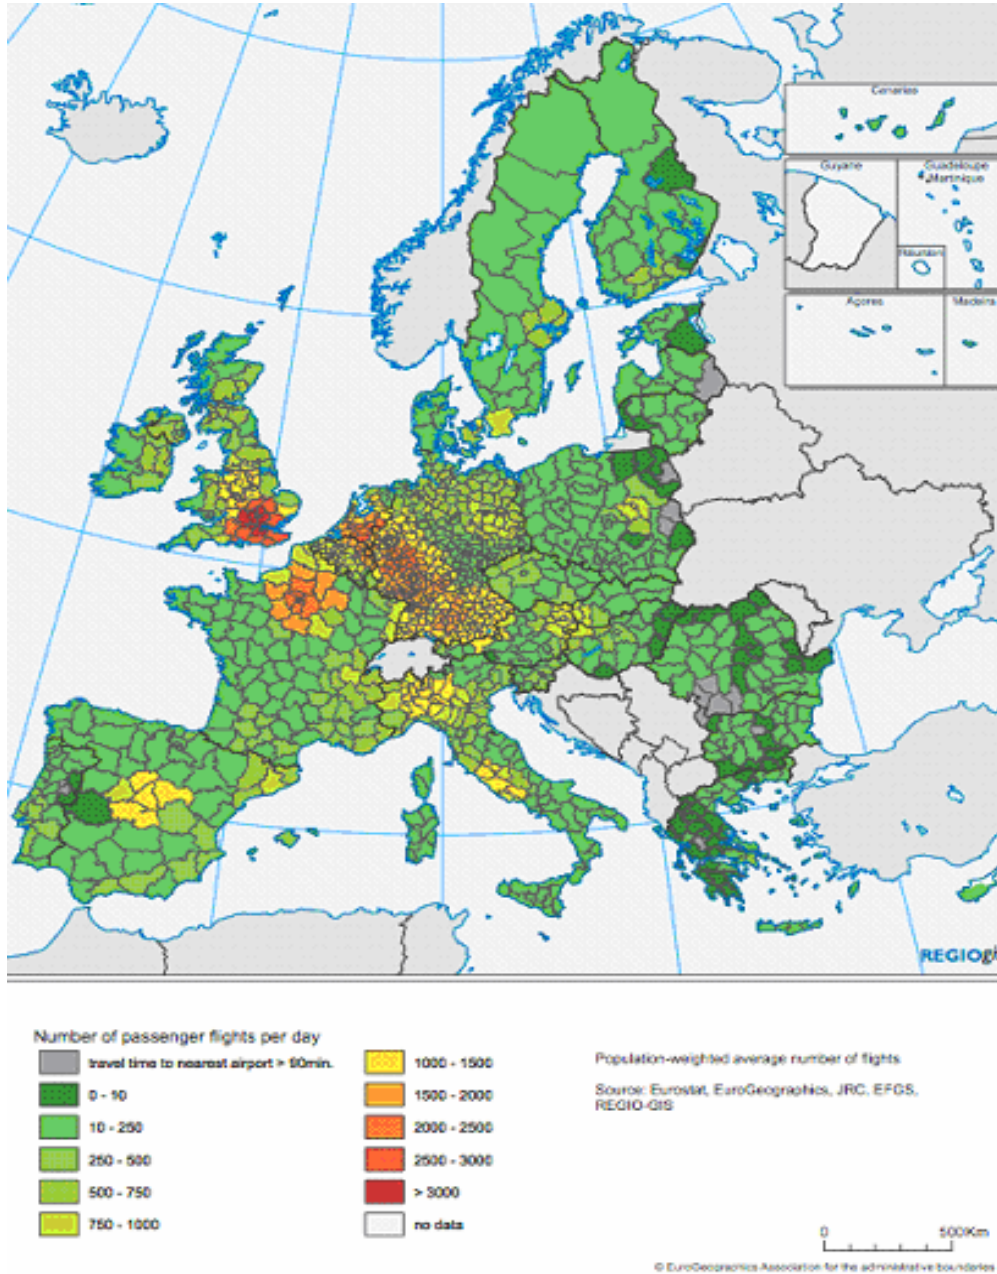 Canarias
Guyane
Guadeloupe
Martinique
Réunion
Açores
Madeira
REGIOgi
Number of passenger flights per day
travel time to nearest airport > 90min.
0 - 10
10 - 250
250 - 500
500 - 750
750 - 1000
1000 - 1500
1500 - 2000
2000 - 2500
2500 - 3000
> 3000
no data
Population-weighted average number of flights
Source: Eurostat, EuroGeographics, JRC, EFGS,
REGIO-GIS
0
500Km
© EuroGeographics Association for the administrative boundaries